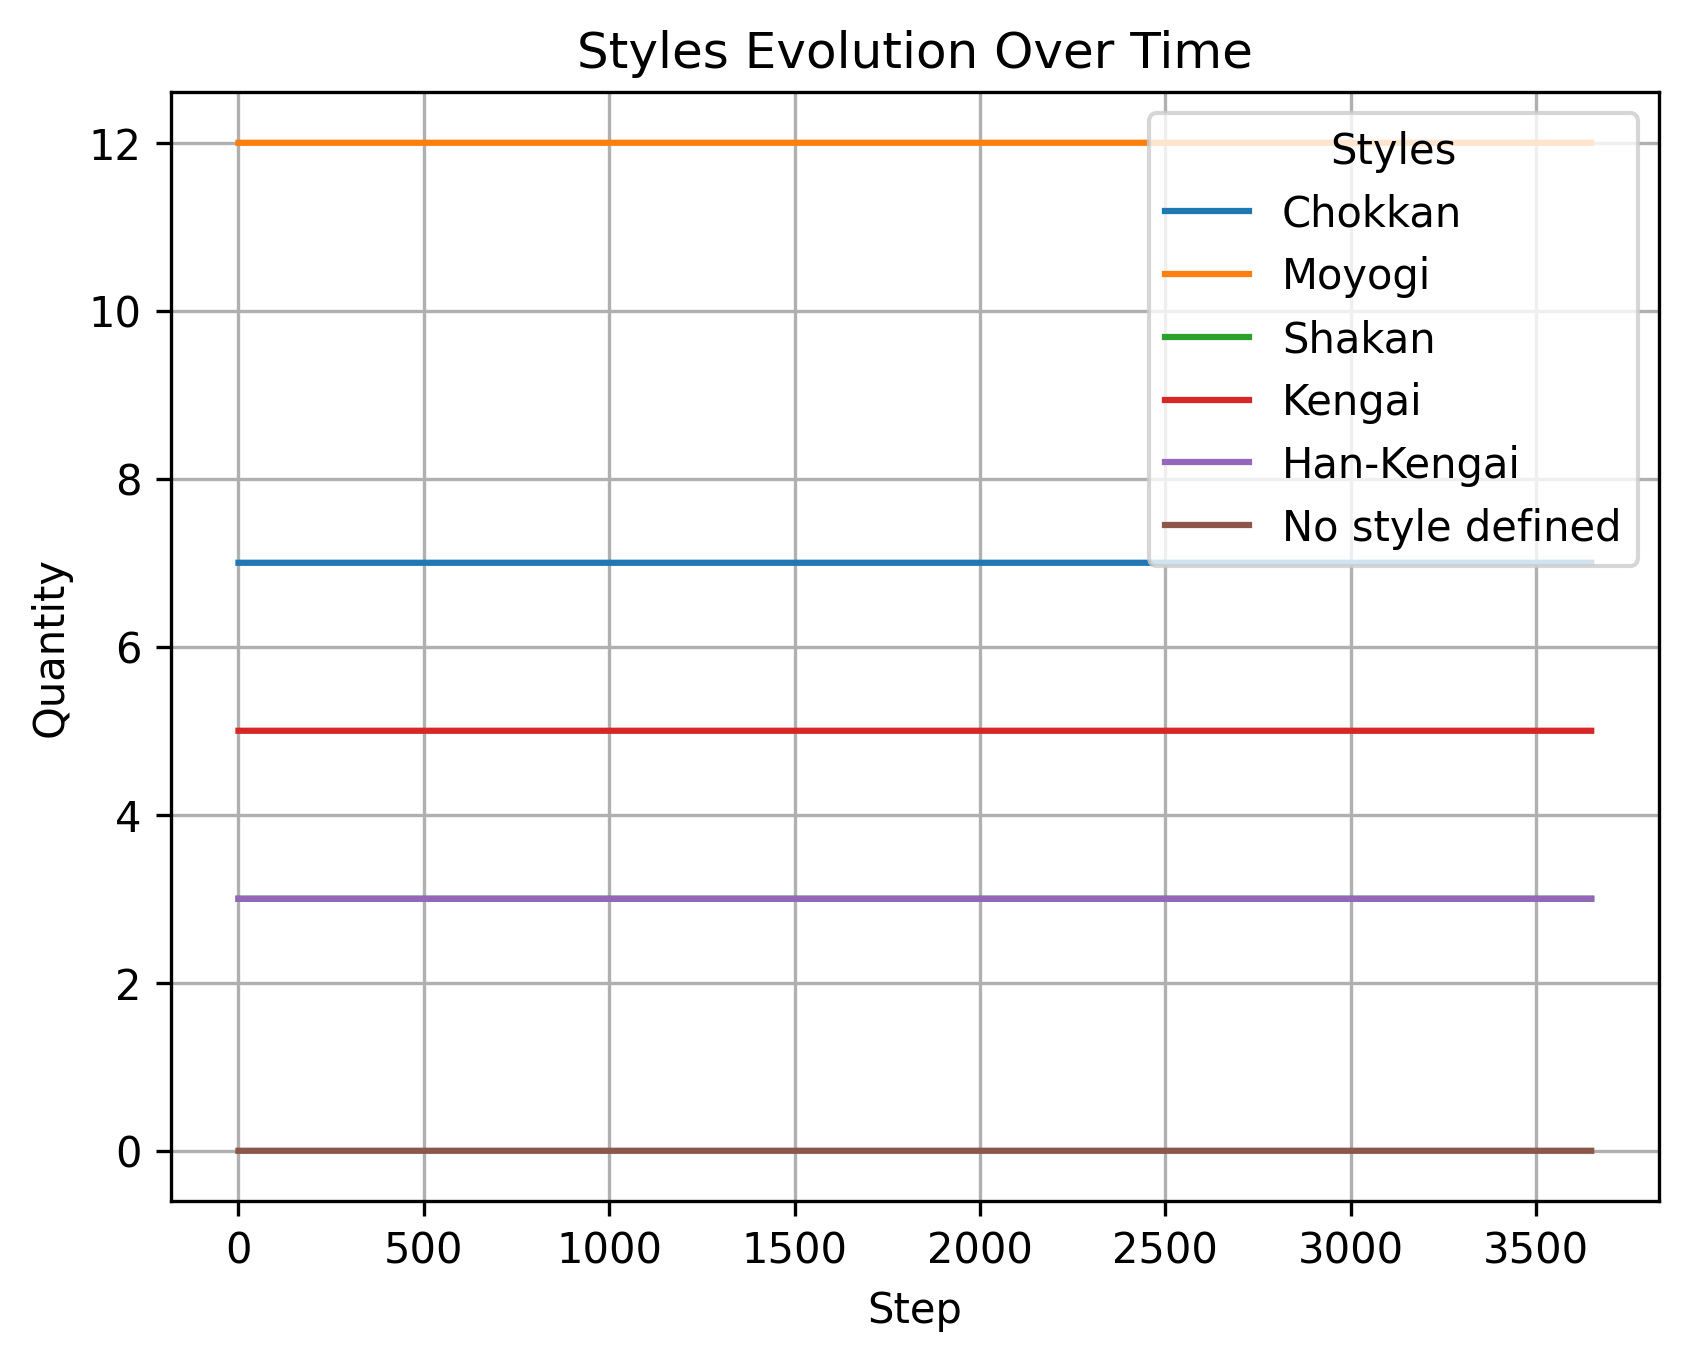 Styles Evolution Over Time
12
10
8
6
4
2
0
Quantity
Styles
Chokkan
Moyogi
Shakan
Kengai
Han-Kengai
No style defined
0 500 1000 1500 2000 2500 3000 3500
Step